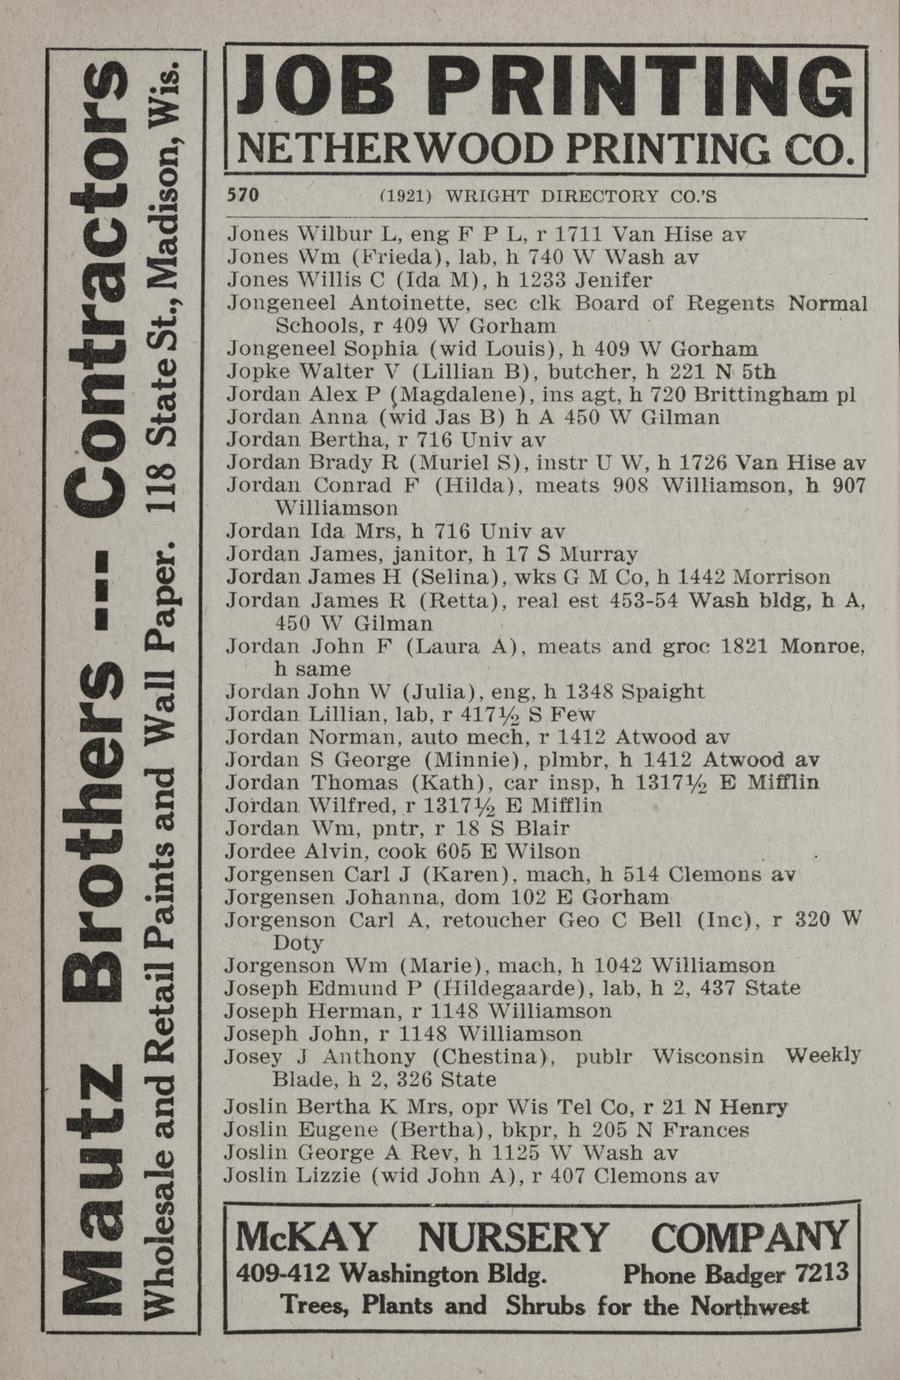 Mautz Brothers --- Contractors
Wholesale and Retail Paints and Wall Paper. 118 State St., Madison, Wis.
JOB PRINTING
NETHERWOOD PRINTING CO.
570 (1921) WRIGHT DIRECTORY CO.'S
Jones Wilbur L, eng F P L, r 1711 Van Hise av
Jones Wm (Frieda), lab, h 740 W Wash av
Jones Willis C (Ida M), h 1233 Jenifer
Jongeneel Antoinette, sec clk Board of Regents Normal
Schools, r 409 W Gorham
Jongeneel Sophia (wid Louis), h 409 W Gorham
Jopke Walter V (Lillian B), butcher, h 221 N 5th
Jordan Alex P (Magdalene), ins agt, h 720 Brittingham pl
Jordan Anna (wid Jas B) h A 450 W Gilman
Jordan Bertha, r 716 Univ av
Jordan Brady R (Muriel S), instr U W, h 1726 Van Hise av
Jordan Conrad F (Hilda), meats 908 Williamson, h 907
Williamson
Jordan Ida Mrs, h 716 Univ av
Jordan James, janitor, h 17 S Murray
Jordan James H (Selina), wks G M Co, h 1442 Morrison
Jordan James R (Retta), real est 453-54 Wash bldg, h A,
450 W Gilman
Jordan John F (Laura A), meats and groc 1821 Monroe,
h same
Jordan John W (Julia), eng, h 1348 Spaight
Jordan Lillian, lab, r 417½ S Few
Jordan Norman, auto mech, r 1412 Atwood av
Jordan S George (Minnie), plmbr, h 1412 Atwood av
Jordan Thomas (Kath), car insp, h 1317½ E Mifflin
Jordan Wilfred, r 1317½ E Mifflin
Jordan Wm, pntr, r 18 S Blair
Jordee Alvin, cook 605 E Wilson
Jorgensen Carl J (Karen), mach, h 514 Clemons av
Jorgensen Johanna, dom 102 E Gorham
Jorgenson Carl A, retoucher Geo C Bell (Inc), r 320 W
Doty
Jorgenson Wm (Marie), mach, h 1042 Williamson
Joseph Edmund P (Hildegaarde), lab, h 2, 437 State
Joseph Herman, r 1148 Williamson
Joseph John, r 1148 Williamson
Josey J Anthony (Chestina), publr Wisconsin Weekly
Blade, h 2, 326 State
Joslin Bertha K Mrs, opr Wis Tel Co, r 21 N Henry
Joslin Eugene (Bertha), bkpr, h 205 N Frances
Joslin George A Rev, h 1125 W Wash av
Joslin Lizzie (wid John A), r 407 Clemons av
McKAY NURSERY COMPANY
409-412 Washington Bldg. Phone Badger 7213
Trees, Plants and Shrubs for the Northwest